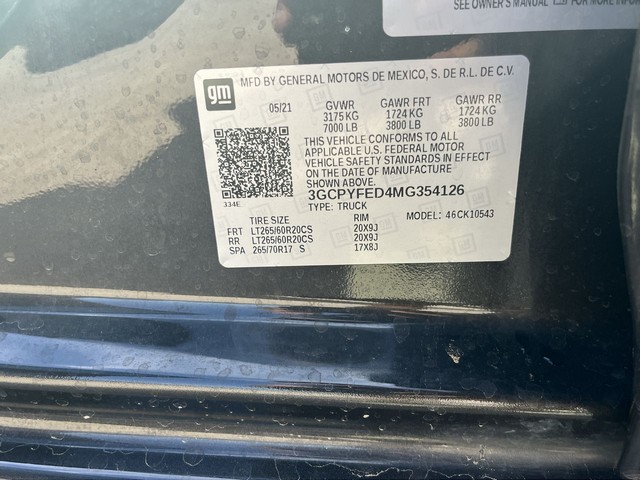 SEE OWNER'S MANUAL
FOR MORE INFOR
gm
MFD BY GENERAL MOTORS DE MEXICO, S. DE R.L. DE C.V.
05/21 GVWR GAWR FRT GAWR RR
3175 KG 1724 KG 1724 KG
7000 LB 3800 LB 3800 LB
THIS VEHICLE CONFORMS TO ALL
APPLICABLE U.S. FEDERAL MOTOR
VEHICLE SAFETY STANDARDS IN EFFECT
ON THE DATE OF MANUFACTURE
SHOWN ABOVE.
334E
3GCPYFED4MG354126
TYPE: TRUCK
MODEL: 46CK10543
TIRE SIZE RIM
FRT LT265/60R20CS 20X9J
RR LT265/60R20CS 20X9J
SPA 265/70R17 S 17X8J